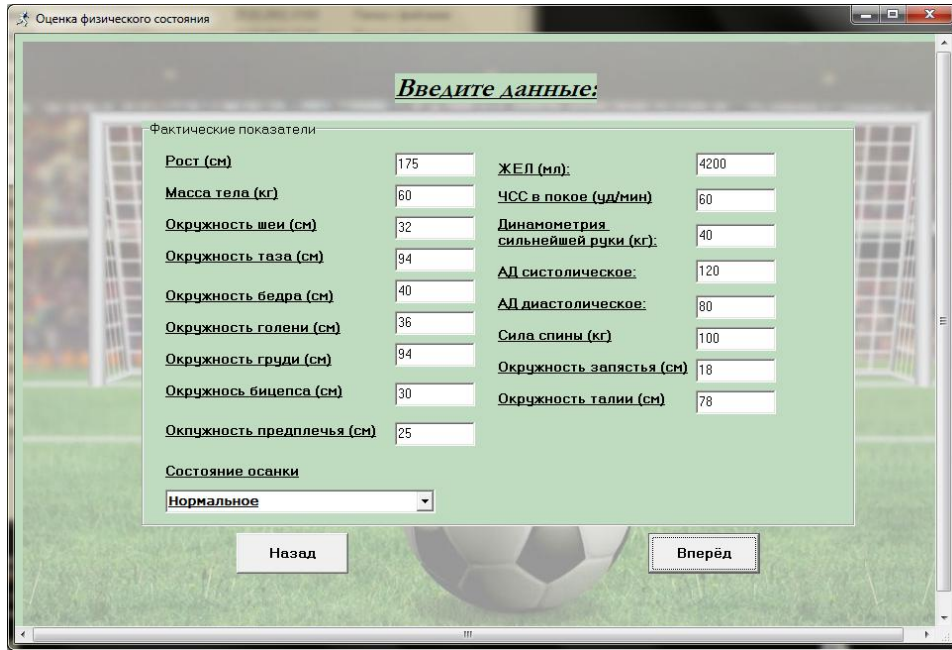 Оценка физического состояния
Введите данные:
Фактические показатели
Рост (см) 175
Масса тела (кг) 60
Окружность шеи (см) 32
Окружность таза (см) 94
Окружность бедра (см) 40
Окружность голени (см) 36
Окружность груди (см) 94
Окружнось бицепса (см) 30
Окпужность предплечья (см) 25
Состояние осанки
Нормальное
ЖЕЛ (мл): 4200
ЧСС в покое (уд/мин) 60
Динамометрия
сильнейшей руки (кг): 40
АД систолическое: 120
АД диастолическое: 80
Сила спины (кг) 100
Окружность запястья (см) 18
Окружность талии (см) 78
Назад
Вперёд